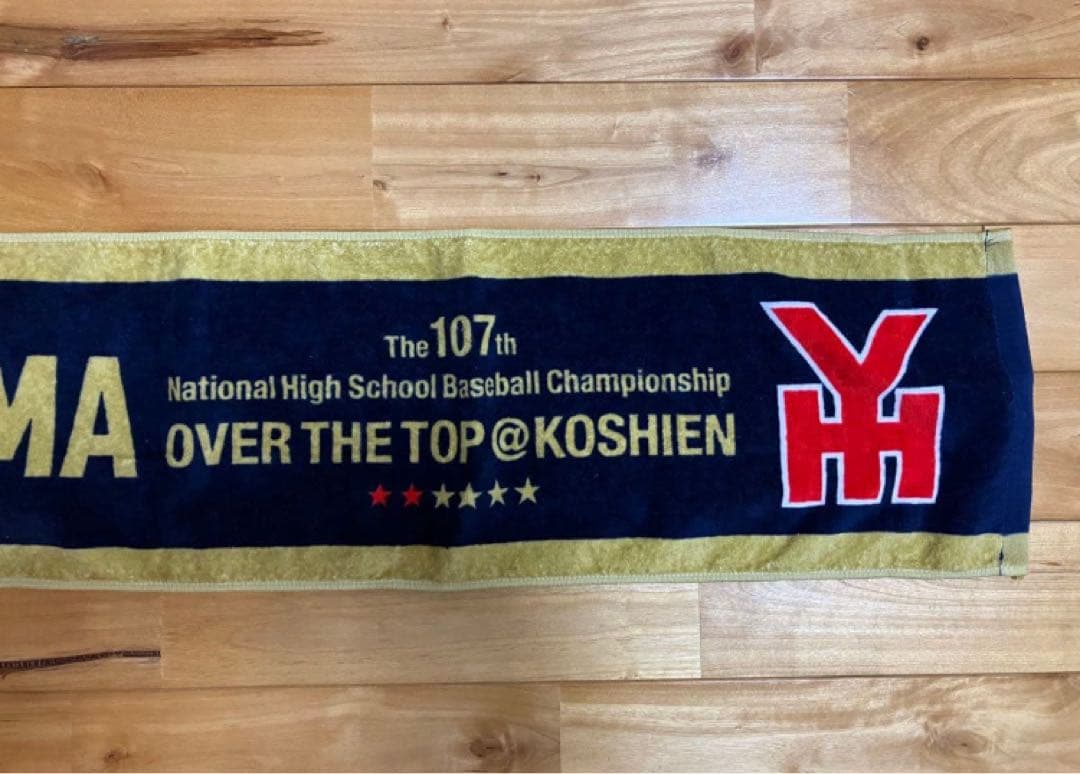 MA
The 107th
National High School Baseball Championship
OVER THE TOP @ KOSHIEN
YH